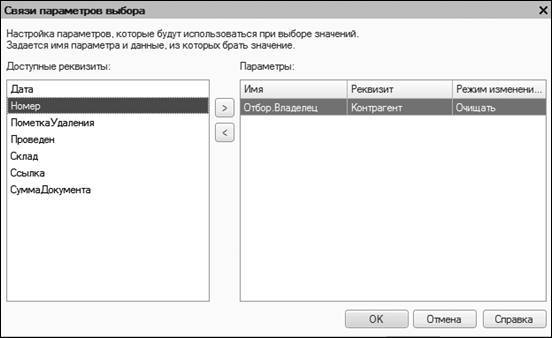 Связи параметров выбора
Настройка параметров, которые будут использоваться при выборе значений.
Задается имя параметра и данные, из которых брать значение.
Доступные реквизиты:
Параметры:
Дата
Номер
ПометкаУдаления
Проведен
Склад
Ссылка
СуммаДокумента
>
<
Имя Реквизит Режим изменени...
Отбор.Владелец Контрагент Очищать
ОК Отмена Справка